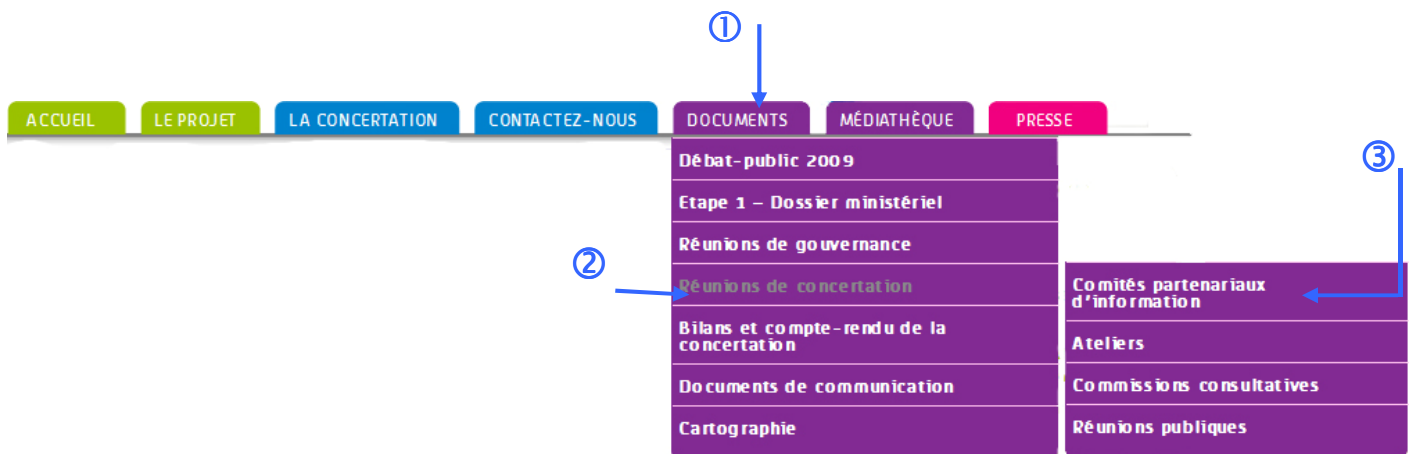 ①
ACCUEIL LE PROJET LA CONCERTATION CONTACTEZ-NOUS DOCUMENTS MÉDIATHÈQUE PRESSE
③
Débat-public 2009
Etape 1 – Dossier ministériel
Réunions de gouvernance
②
Réunions de concertation
Bilans et compte-rendu de la
concertation
Documents de communication
Cartographie
Comités partenariaux
d'information
Ateliers
Commissions consultatives
Réunions publiques